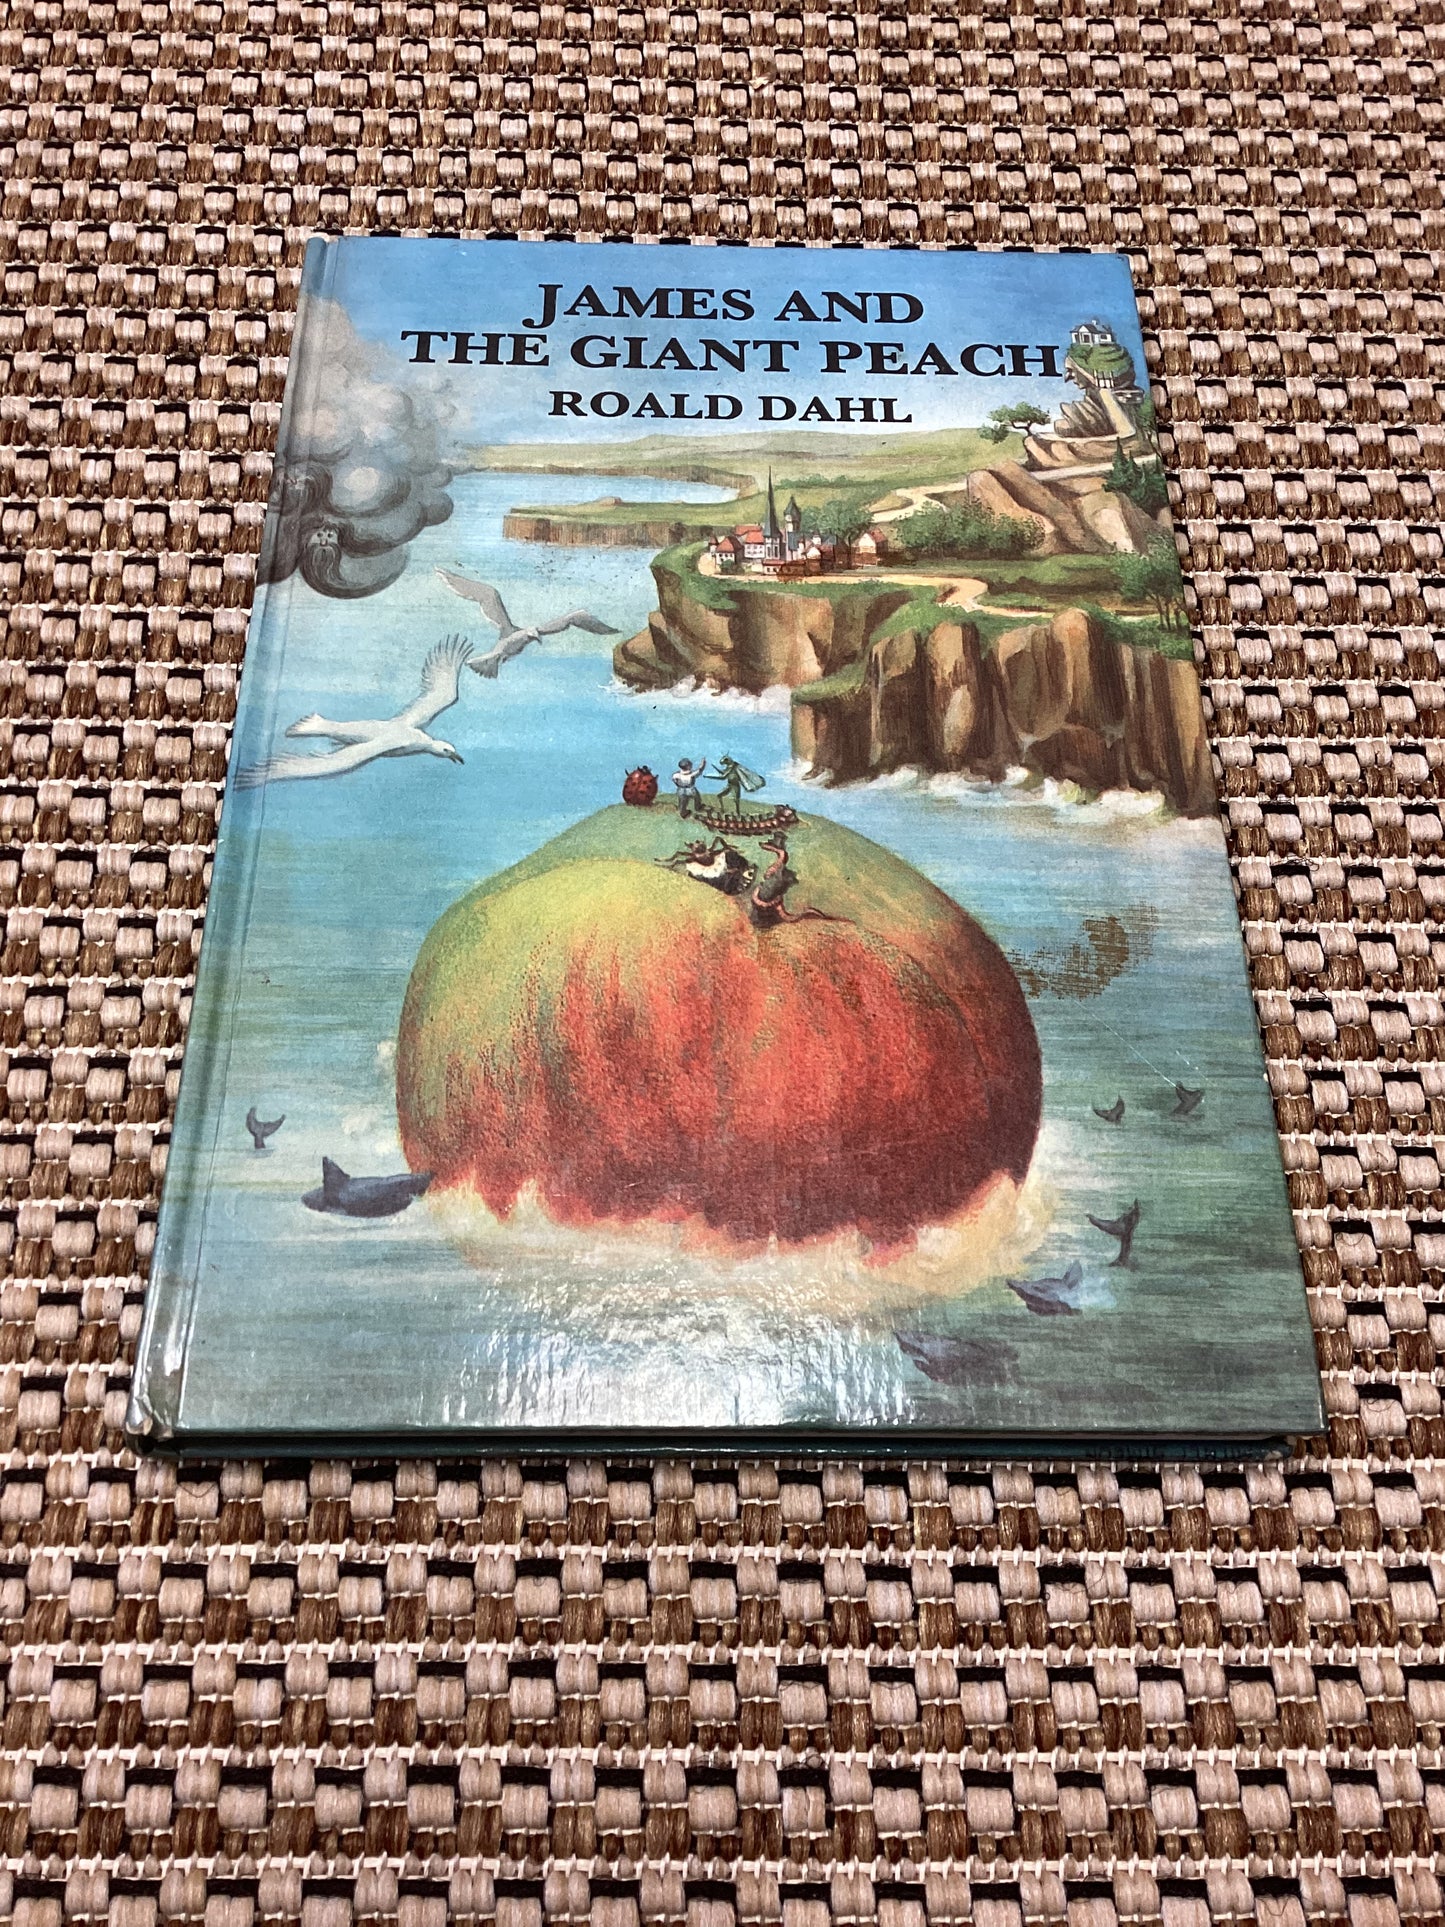 JAMES AND
THE GIANT PEACH
ROALD DAHL